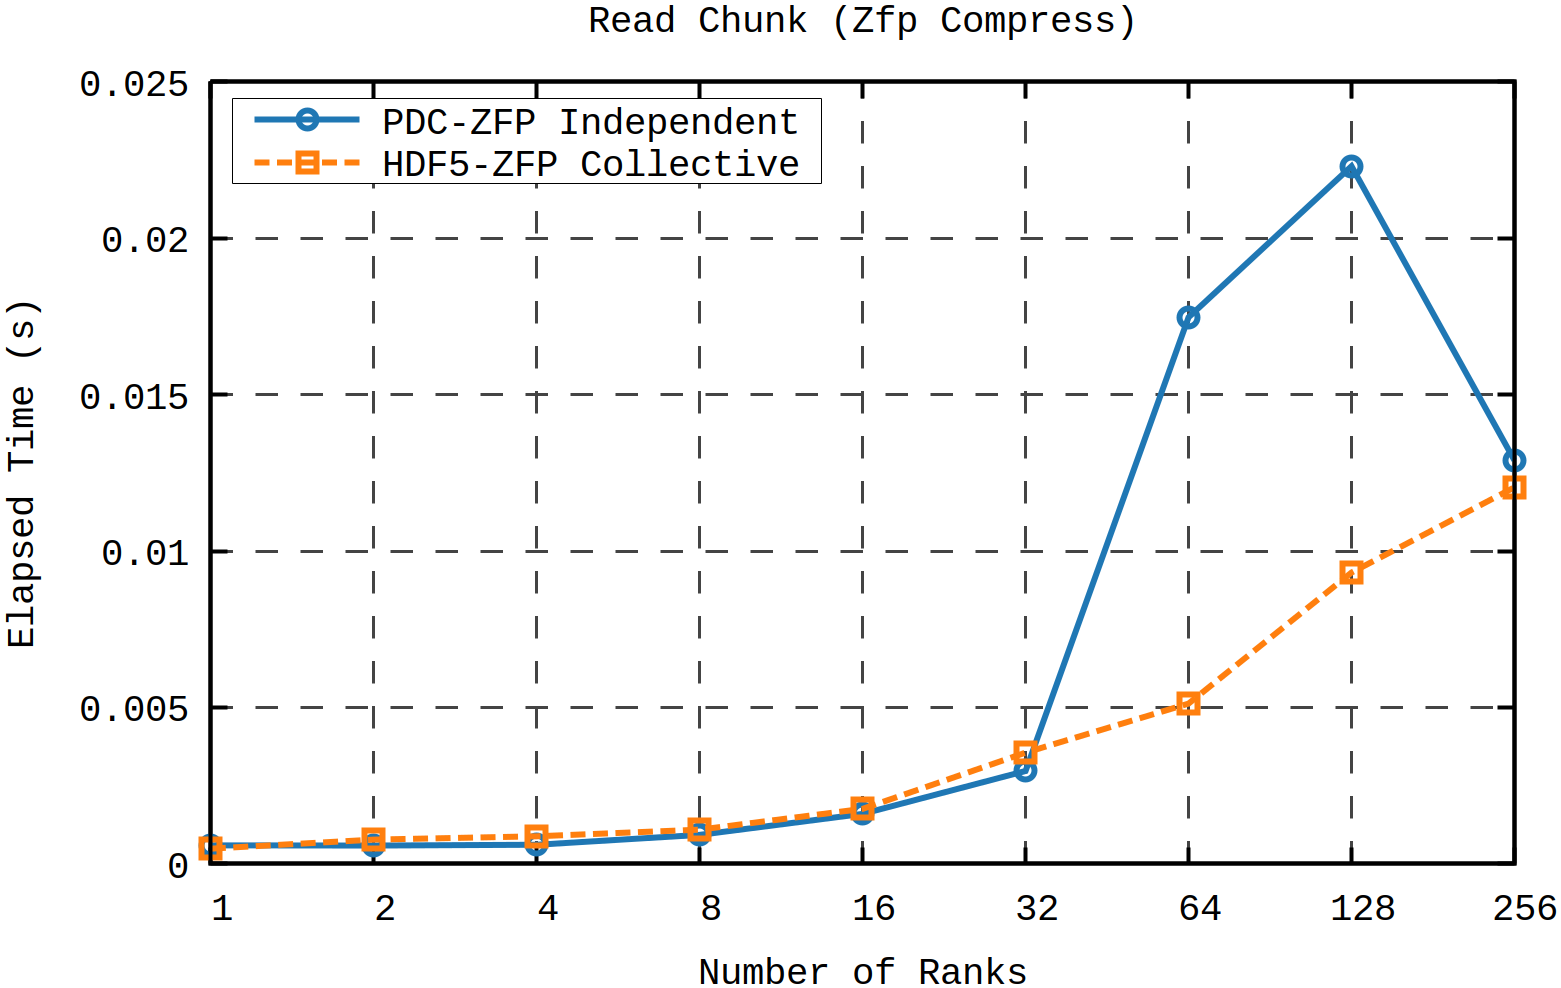 Read Chunk (Zfp Compress)
PDC-ZFP Independent
HDF5-ZFP Collective
Elapsed Time (s)
0.025
0.02
0.015
0.01
0.005
0
1 2 4 8 16 32 64 128 256
Number of Ranks